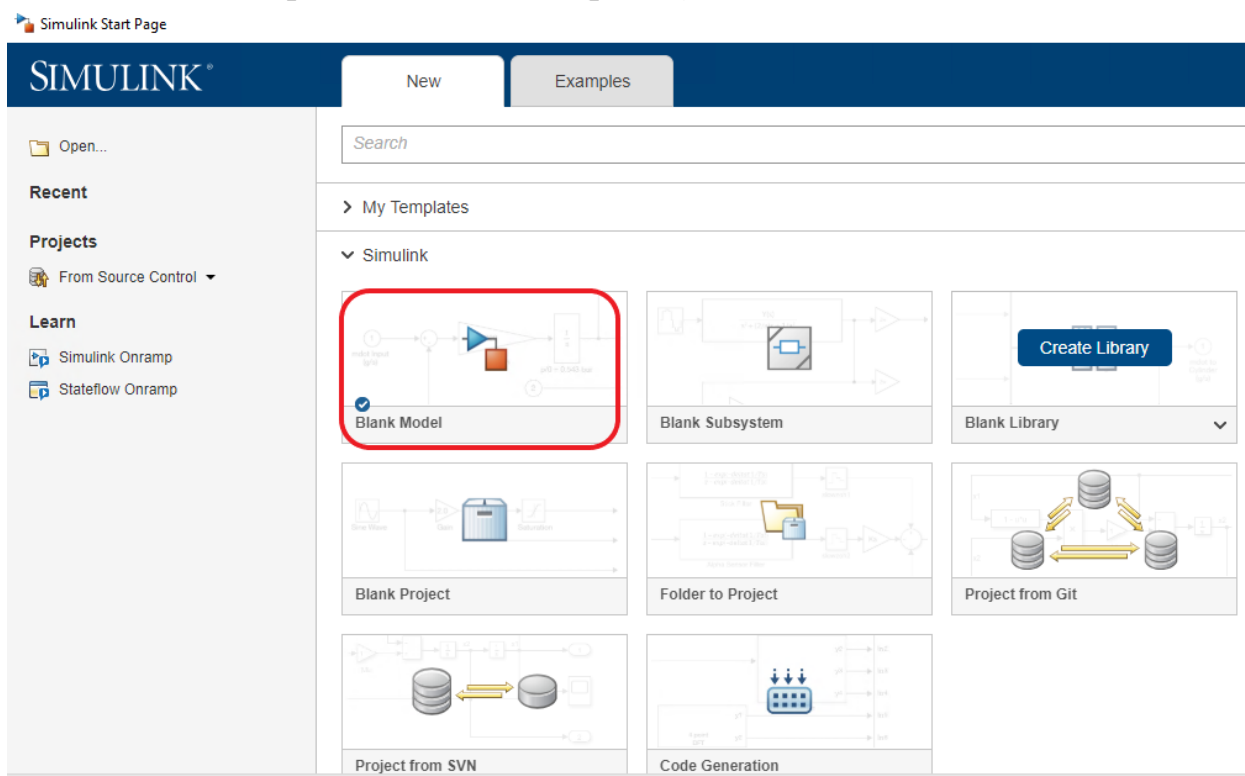 Simulink Start Page
SIMULINK®
New
Examples
Open...
Recent
Projects
From Source Control
Learn
Simulink Onramp
Stateflow Onramp
Search
My Templates
Simulink
Blank Model
Blank Subsystem
Create Library
Blank Library
Blank Project
Folder to Project
Project from Git
Project from SVN
Code Generation